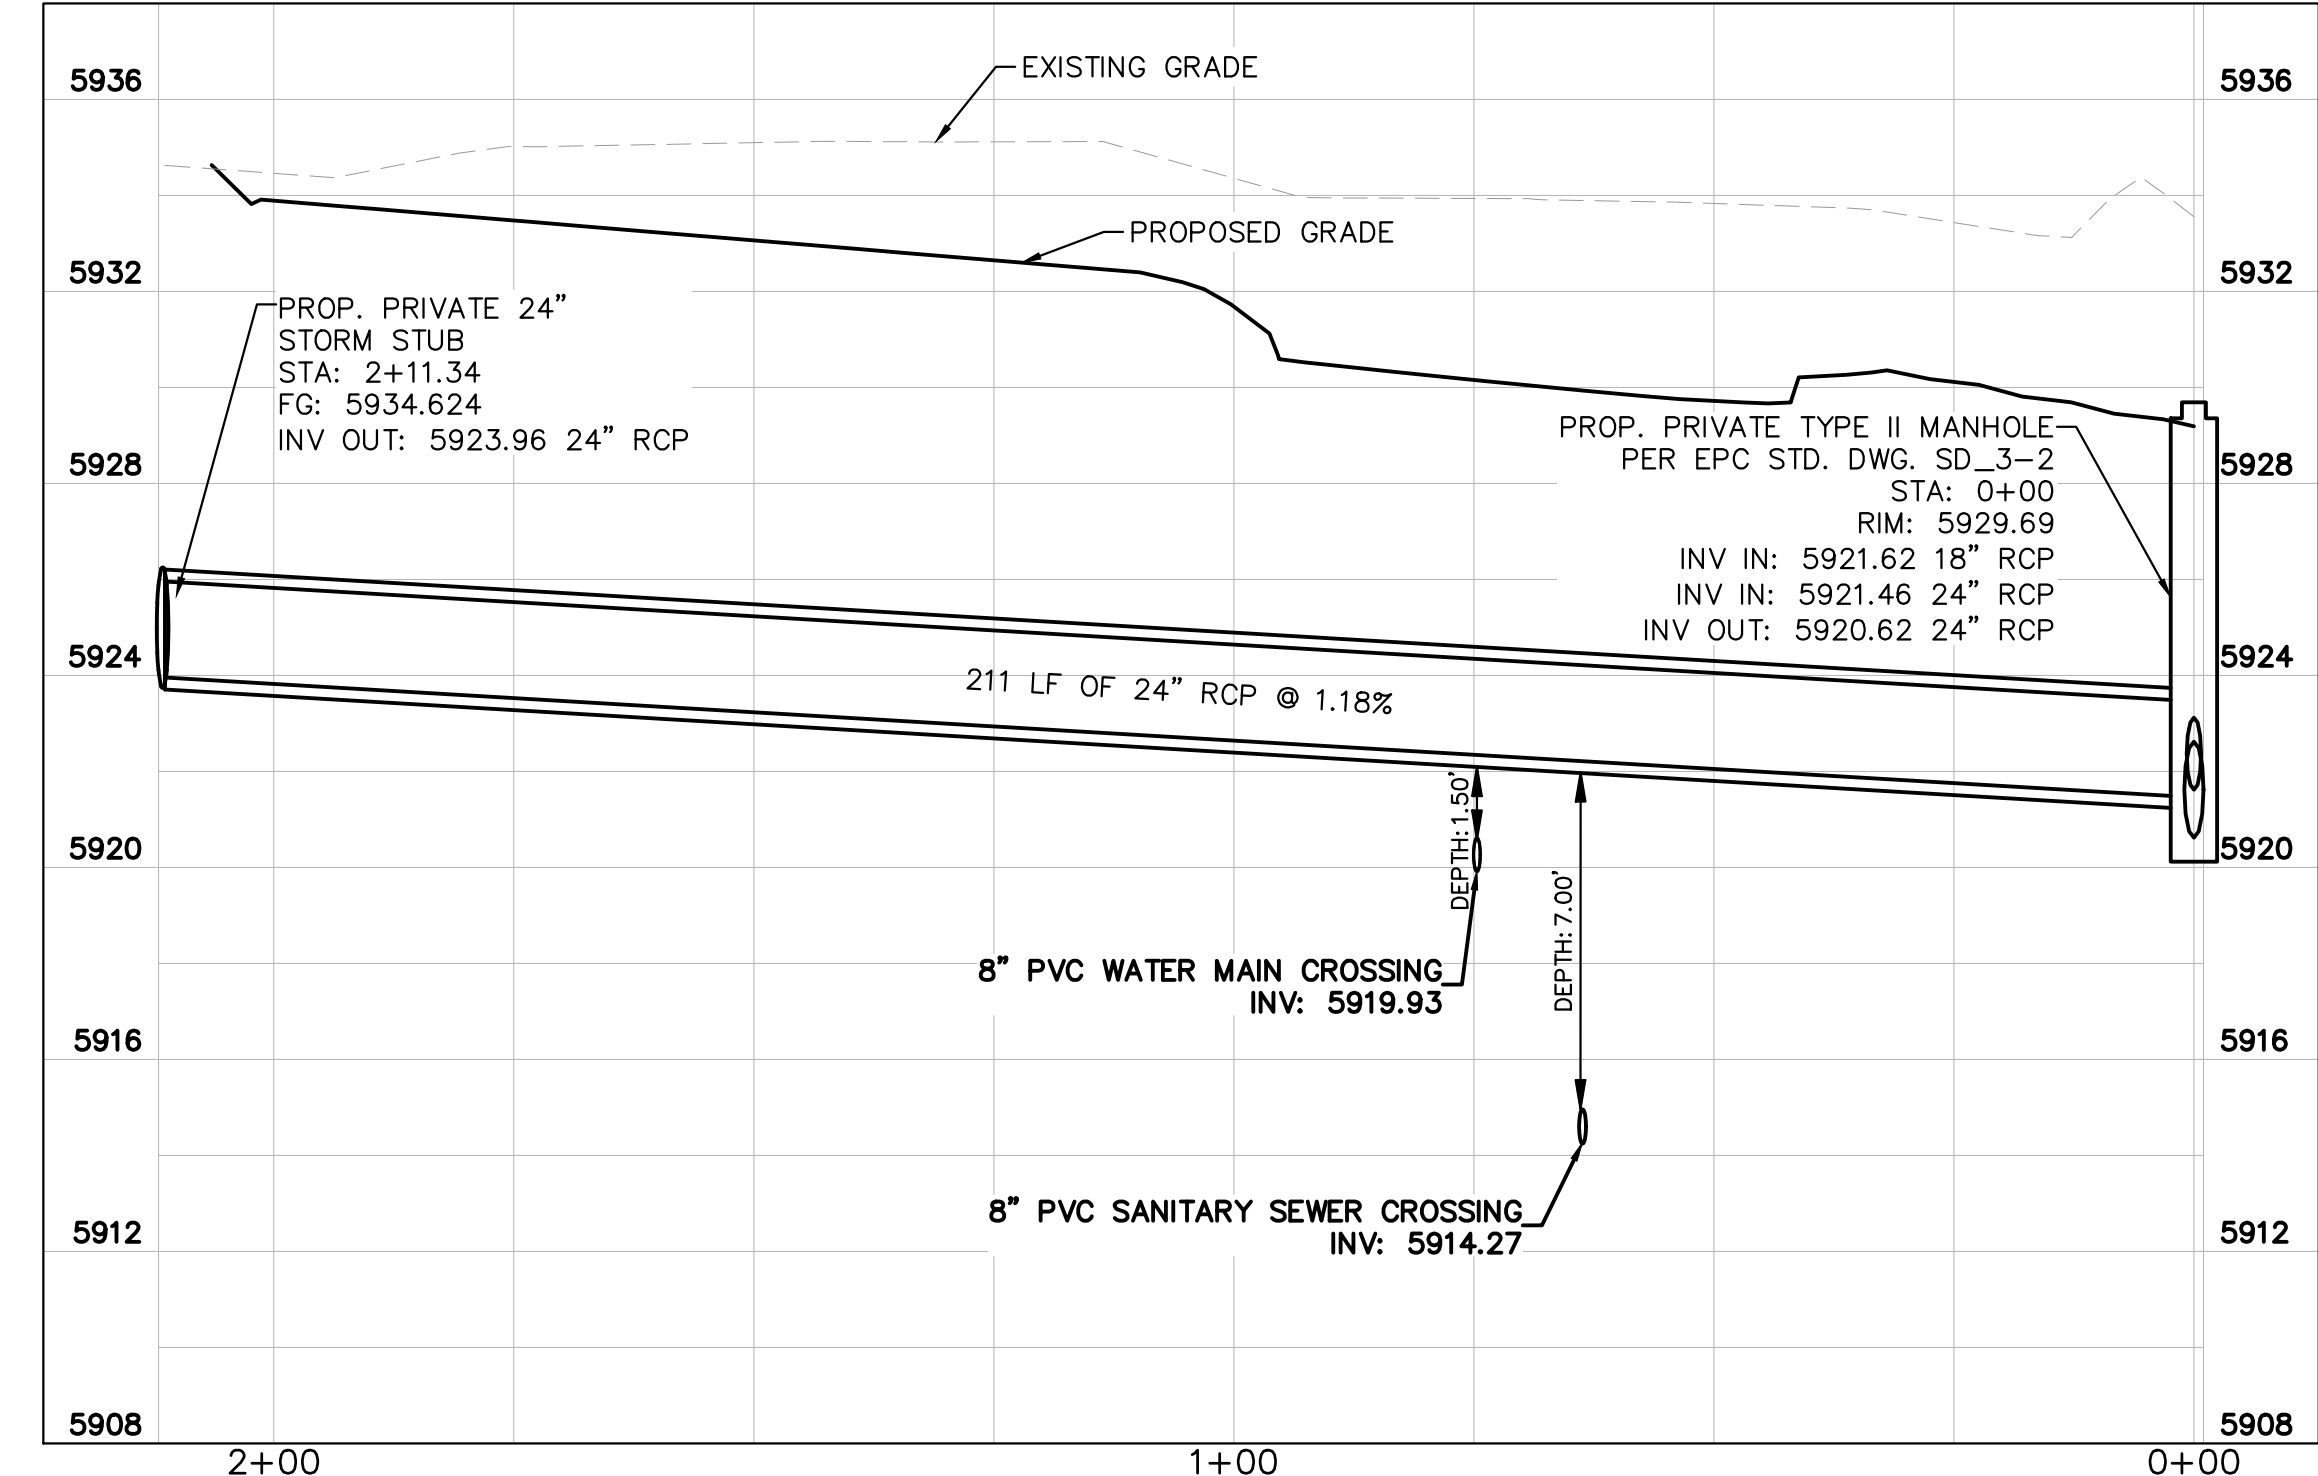 EXISTING GRADE
5936
5936
PROPOSED GRADE
5932
5932
PROP. PRIVATE 24”
STORM STUB
STA: 2+11.34
FG: 5934.624
INV OUT: 5923.96 24” RCP
PROP. PRIVATE TYPE II MANHOLE
PER EPC STD. DWG. SD_3-2
STA: 0+00
RIM: 5929.69
INV IN: 5921.62 18” RCP
INV IN: 5921.46 24” RCP
INV OUT: 5920.62 24” RCP
5928
5928
5924
5924
211 LF OF 24” RCP @ 1.18%
DEPTH: 1.50’
5920
5920
DEPTH: 7.00’
8” PVC WATER MAIN CROSSING
INV: 5919.93
5916
5916
8” PVC SANITARY SEWER CROSSING
INV: 5914.27
5912
5912
5908
5908
2+00
1+00
0+00